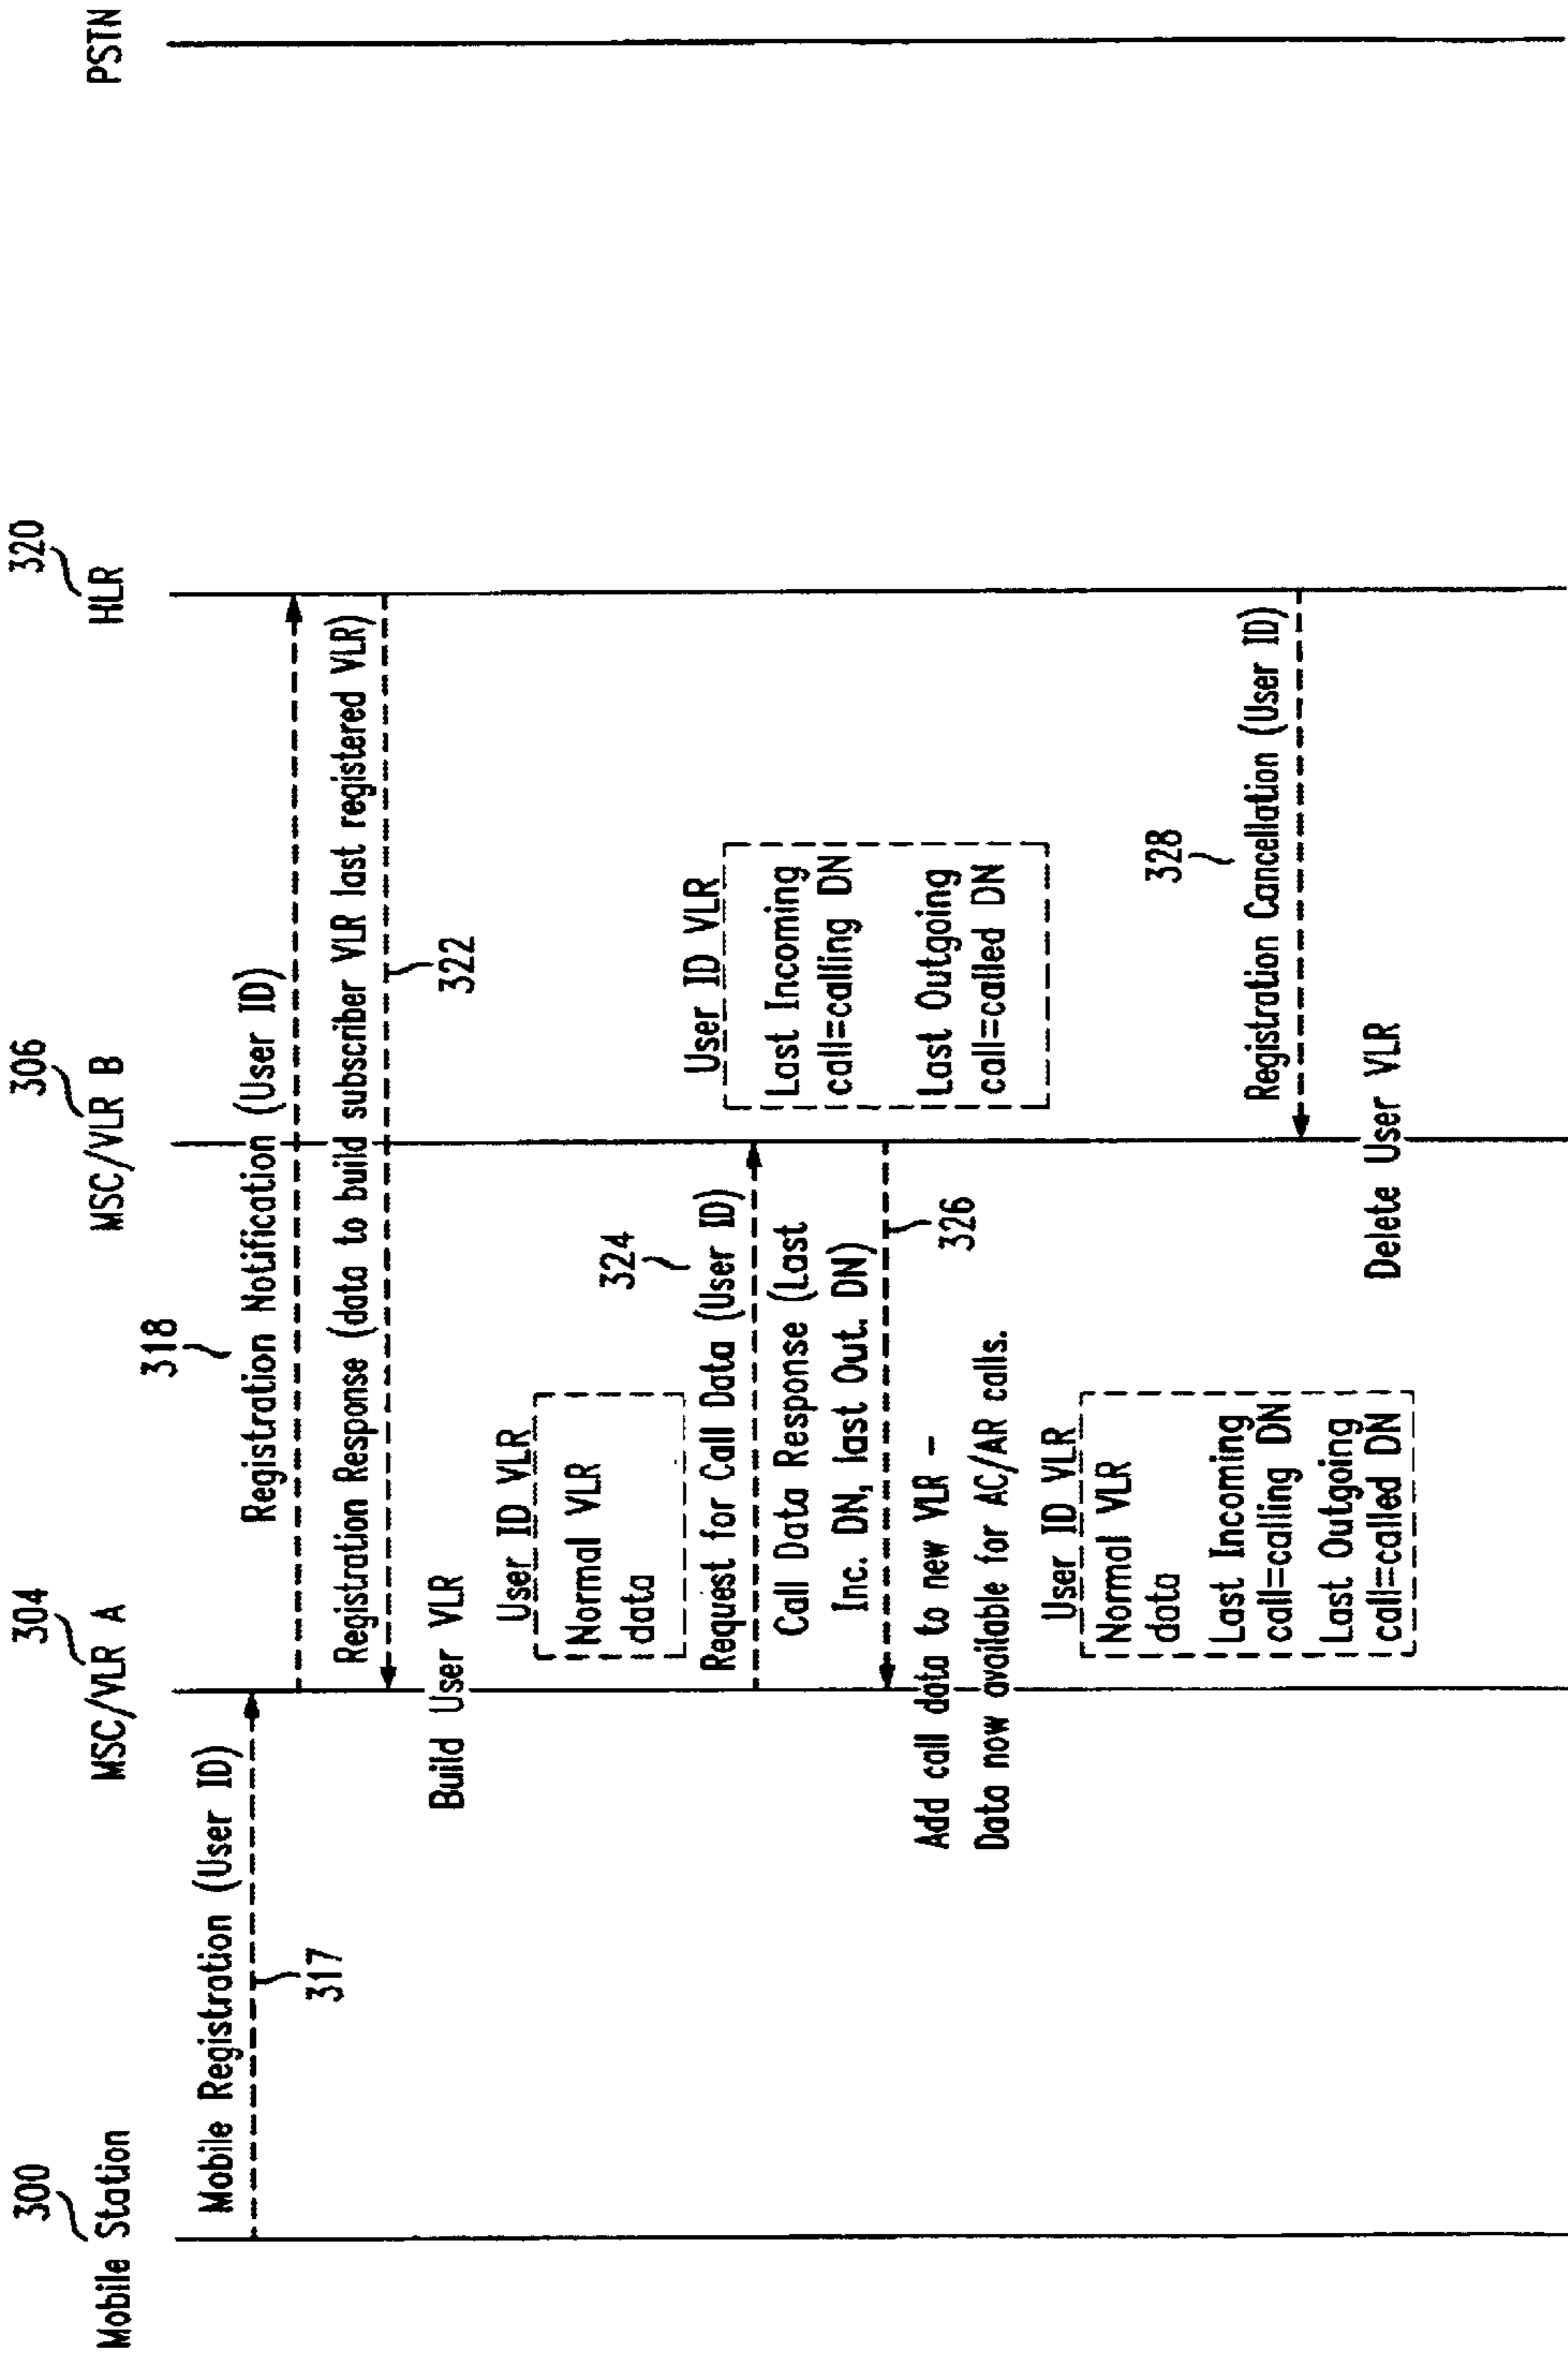 300
Mobile Station
304
MSC/VLR A
306
MSC/VLR B
320
HLR
PSTN
Mobile Registration (User ID)
317
318
Registration Notification (User ID)
Registration Response (data to build subscriber VLR last registered VLR)
322
Build User VLR
User ID VLR
Normal VLR
data
324
Request for Call Data (User ID)
User ID VLR
Last Incoming
call=calling DN
Last Outgoing
call=called DN
Call Data Response (Last
Inc. DN, last Out. DN)
326
Add call data to new VLR –
Data now available for AC/AR calls.
User ID VLR
Normal VLR
data
Last Incoming
call=calling DN
Last Outgoing
call=called DN
328
Registration Cancellation (User ID)
Delete User VLR